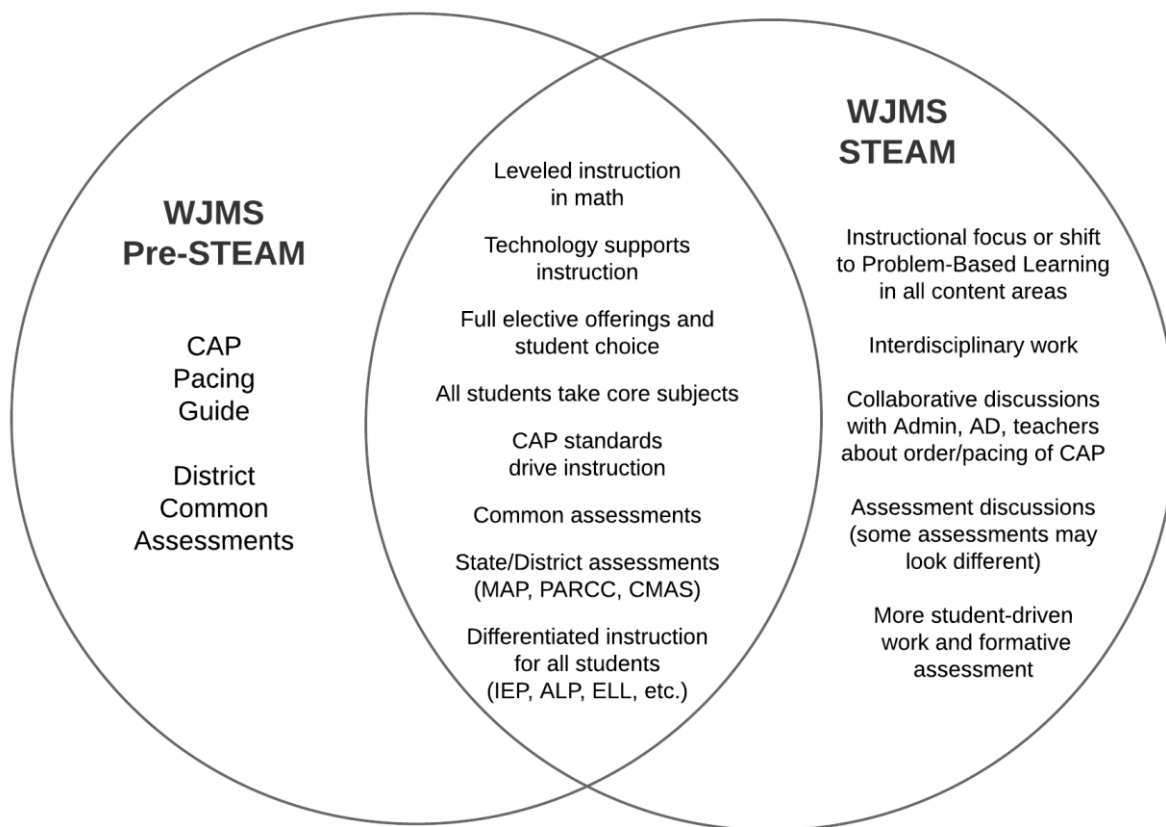 WJMS
Pre-STEAM
CAP
Pacing
Guide
District
Common
Assessments
Leveled instruction
in math
Technology supports
instruction
Full elective offerings and
student choice
All students take core subjects
CAP standards
drive instruction
Common assessments
State/District assessments
(MAP, PARCC, CMAS)
Differentiated instruction
for all students
(IEP, ALP, ELL, etc.)
WJMS
STEAM
Instructional focus or shift
to Problem-Based Learning
in all content areas
Interdisciplinary work
Collaborative discussions
with Admin, AD, teachers
about order/pacing of CAP
Assessment discussions
(some assessments may
look different)
More student-driven
work and formative
assessment